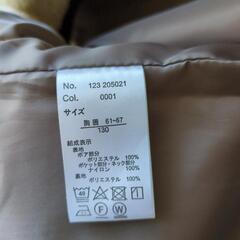 No. 123 205021
Col. 0001
サイズ
胸囲 61-67
130
組成表示
表地
ボア部分
ポリエステル 100%
ポケット部分・ネック部分
ナイロン 100%
裏地
ポリエステル 100%
P
W